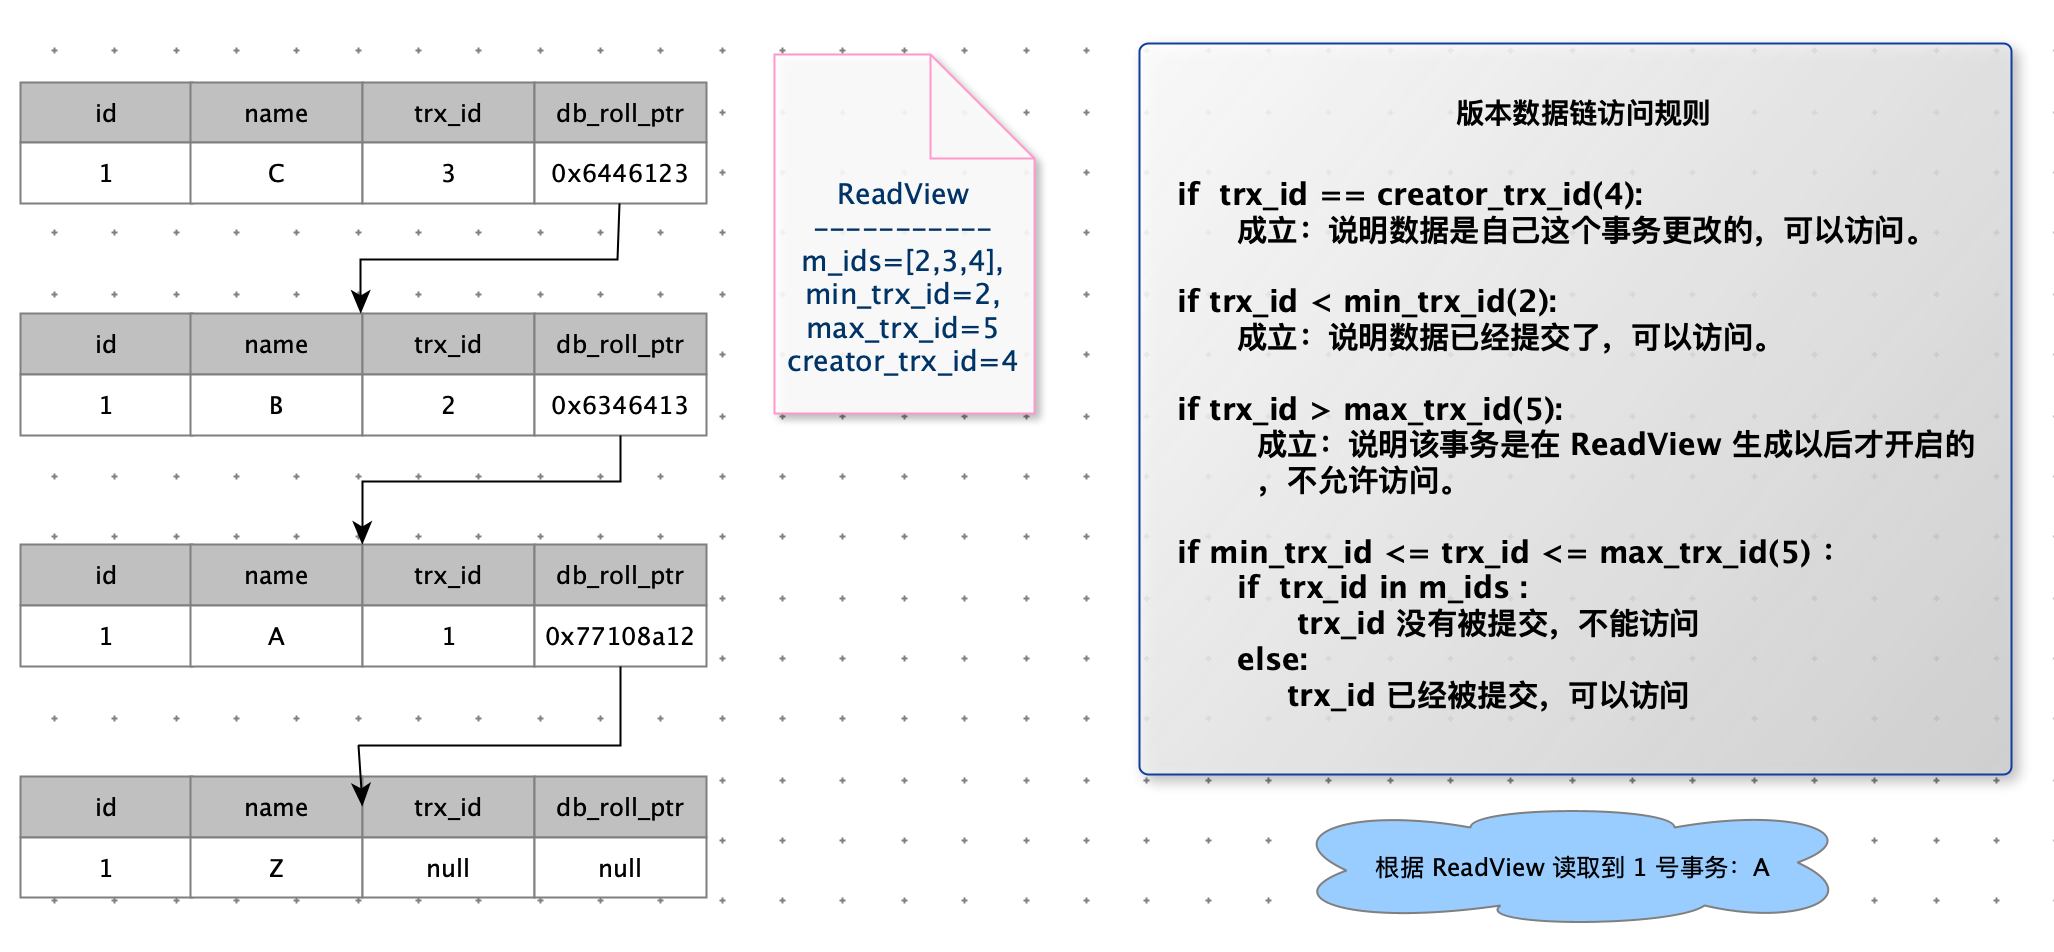 id name trx_id db_roll_ptr
1 C 3 0x6446123
id name trx_id db_roll_ptr
1 B 2 0x6346413
id name trx_id db_roll_ptr
1 A 1 0x77108a12
id name trx_id db_roll_ptr
1 Z null null
ReadView
-----------
m_ids=[2,3,4],
min_trx_id=2,
max_trx_id=5
creator_trx_id=4
版本数据链访问规则
if trx_id == creator_trx_id(4):
成立：说明数据是自己这个事务更改的，可以访问。
if trx_id < min_trx_id(2):
成立：说明数据已经提交了，可以访问。
if trx_id > max_trx_id(5):
成立：说明该事务是在 ReadView 生成以后才开启的
，不允许访问。
if min_trx_id <= trx_id <= max_trx_id(5)：
if trx_id in m_ids :
trx_id 没有被提交，不能访问
else:
trx_id 已经被提交，可以访问
根据 ReadView 读取到 1 号事务：A